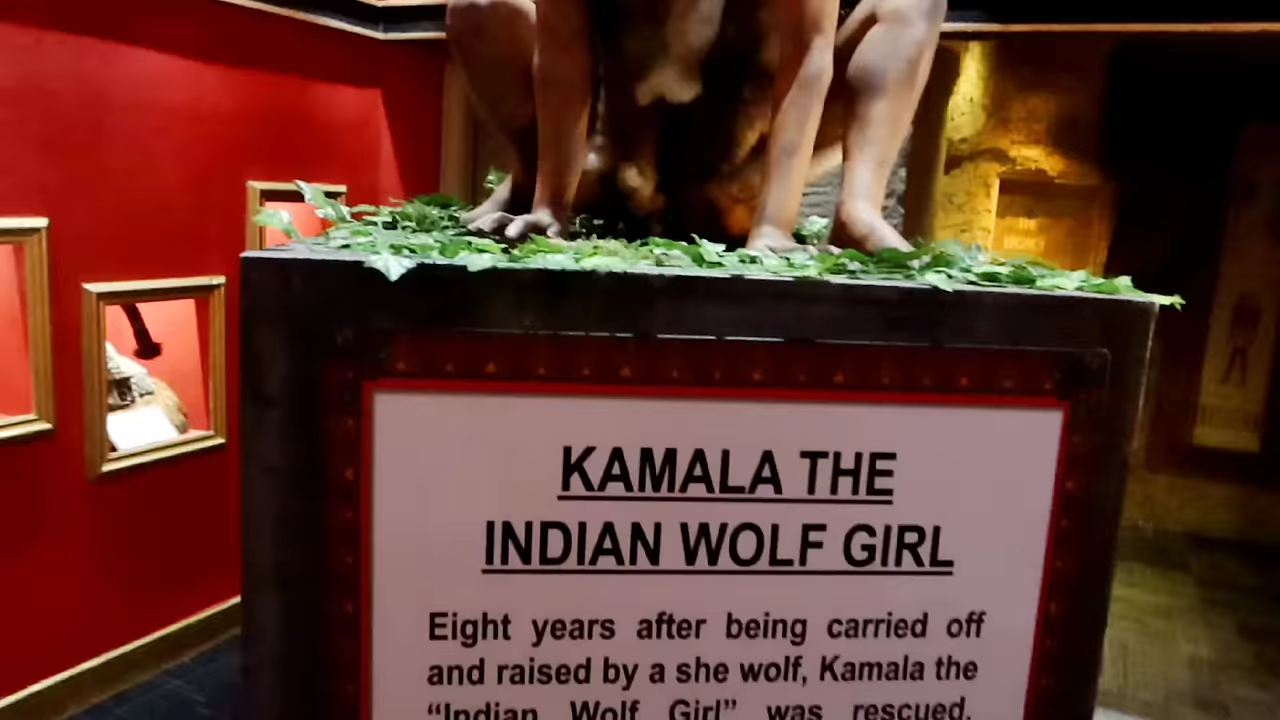 KAMALA THE
INDIAN WOLF GIRL
Eight years after being carried off
and raised by a she wolf, Kamala the
“Indian Wolf Girl” was rescued.